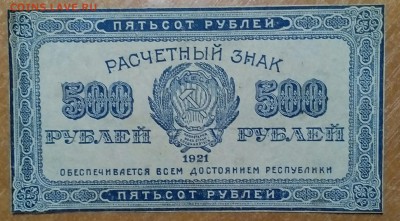 COINS.LAVE.RU
ПЯТЬСОТ РУБЛЕЙ
РАСЧЕТНЫЙ ЗНАК
500 500
РУБЛЕЙ РУБЛЕЙ
1921
ОБЕСПЕЧИВАЕТСЯ ВСЕМ ДОСТОЯНИЕМ РЕСПУБЛИКИ
ПЯТЬСОТ РУБЛЕЙ